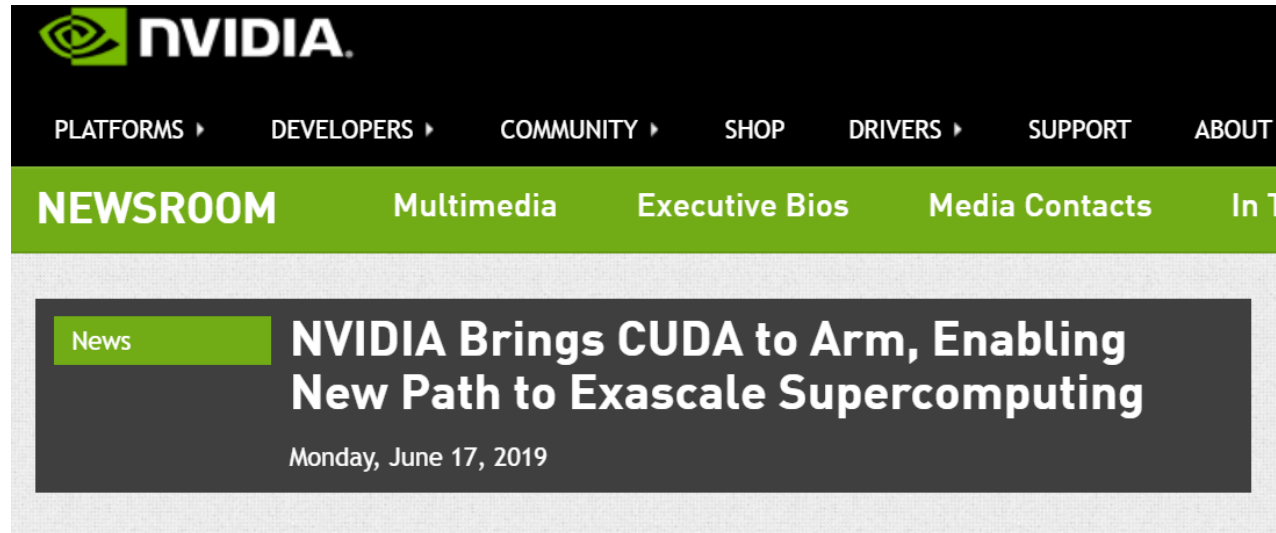 NVIDIA.
PLATFORMS DEVELOPERS COMMUNITY SHOP DRIVERS SUPPORT ABOUT
NEWSROOM Multimedia Executive Bios Media Contacts In
News
NVIDIA Brings CUDA to Arm, Enabling
New Path to Exascale Supercomputing
Monday, June 17, 2019